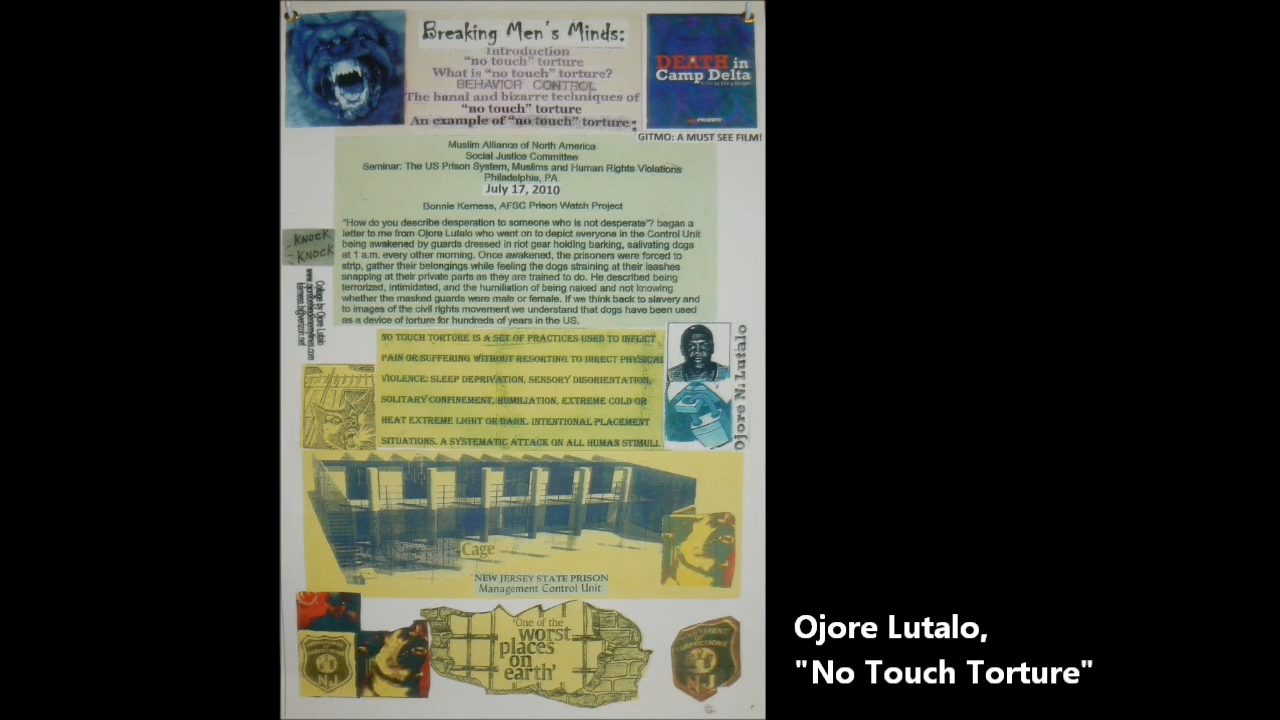 Breaking Men's Minds:
Introduction
"no touch" torture
What is "no touch" torture?
BEHAVIOR CONTROL
The banal and bizarre techniques of
"no touch" torture
An example of "no touch" torture:
DEATH in
Camp Delta
GITMO: A MUST SEE FILM!
Muslim Alliance of North America
Social Justice Committee
Seminar: The US Prison System, Muslims and Human Rights Violations
Philadelphia, PA
July 17, 2010
Bonnie Kerness, AFSC Prison Watch Project
"How do you describe desperation to someone who is not desperate"? began a
letter to me from Ojore Lutalo who went on to depict everyone in the Control Unit
being awakened by guards dressed in riot gear holding barking, salivating dogs
at 1 a.m. every other morning. Once awakened, the prisoners were forced to
strip, gather their belongings while feeling the dogs straining at their leashes
snapping at their private parts as they are trained to do. He described being
terrorized, intimidated, and the humiliation of being naked and not knowing
whether the masked guards were male or female. If we think back to slavery and
to images of the civil rights movement we understand that dogs have been used
as a device of torture for hundreds of years in the US.
KNOCK
- KNOCK
Collage by Ojore Lutalo
NO TOUCH TORTURE IS A SET OF PRACTICES USED TO INFLICT
PAIN OR SUFFERING WITHOUT RESORTING TO DIRECT PHYSICAL
VIOLENCE: SLEEP DEPRIVATION, SENSORY DISORIENTATION,
SOLITARY CONFINEMENT, HUMILIATION, EXTREME COLD OR
HEAT EXTREME LIGHT OR DARK. INTENTIONAL PLACEMENT
SITUATIONS. A SYSTEMATIC ATTACK ON ALL HUMAN STIMULI.
Ojore N. Lutalo
Cage
NEW JERSEY STATE PRISON
Management Control Unit
'One of the
worst
places
on
earth'
NJ
NJ
Ojore Lutalo,
"No Touch Torture"